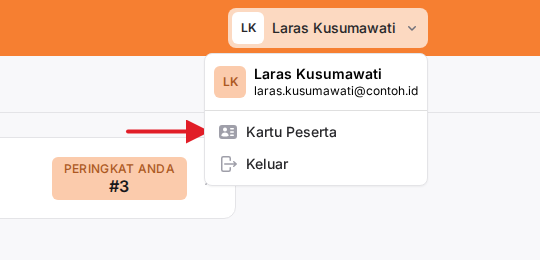 LK Laras Kusumawati
LK Laras Kusumawati
laras.kusumawati@contoh.id
Kartu Peserta
Keluar
PERINGKAT ANDA
#3